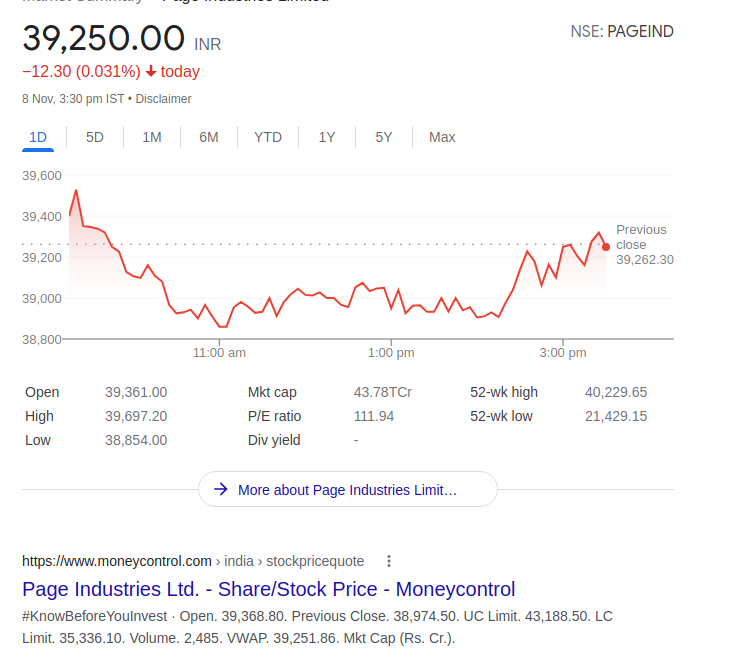 Market Summary > Page Industries Limited
39,250.00 INR
NSE: PAGEIND
−12.30 (0.031%) today
8 Nov, 3:30 pm IST • Disclaimer
1D 5D 1M 6M YTD 1Y 5Y Max
39,600
39,400
39,200
39,000
38,800
Previous
close
39,262.30
11:00 am 1:00 pm 3:00 pm
Open 39,361.00 Mkt cap 43.78TCr 52-wk high 40,229.65
High 39,697.20 P/E ratio 111.94 52-wk low 21,429.15
Low 38,854.00 Div yield -
More about Page Industries Limit…
https://www.moneycontrol.com › india › stockpricequote
Page Industries Ltd. - Share/Stock Price - Moneycontrol
#KnowBeforeYouInvest · Open. 39,368.80. Previous Close. 38,974.50. UC Limit. 43,188.50. LC
Limit. 35,336.10. Volume. 2,485. VWAP. 39,251.86. Mkt Cap (Rs. Cr.).